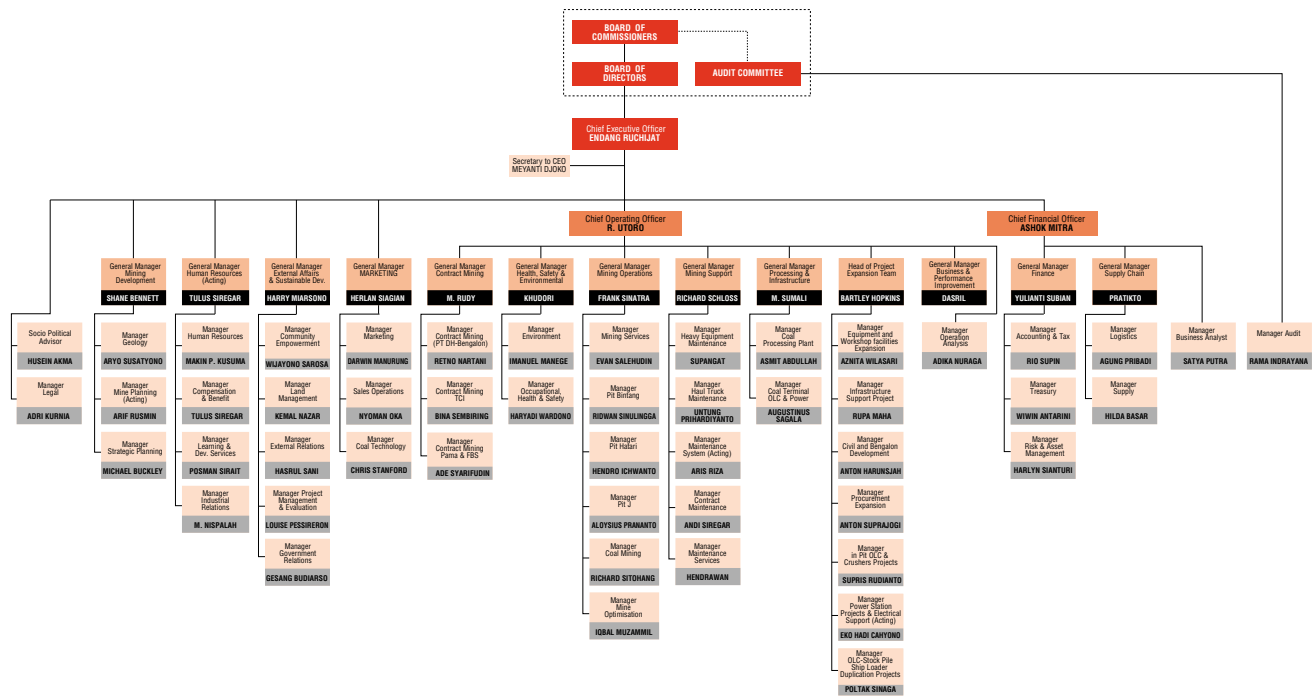 BOARD OF
COMMISSIONERS
BOARD OF
DIRECTORS
AUDIT COMMITTEE
Chief Executive Officer
ENDANG RUCHIJAT
Secretary to CEO
MEYANTI DJOKO
Chief Operating Officer
R. UTORO
Chief Financial Officer
ASHOK MITRA
General Manager
Mining
Development
SHANE BENNETT
General Manager
Human Resources
(Acting)
TULUS SIREGAR
General Manager
External Affairs
& Sustainable Dev.
HARRY MIARSONO
General Manager
MARKETING
HERLAN SIAGIAN
General Manager
Contract Mining
M. RUDY
General Manager
Health, Safety &
Environmental
KHUDORI
General Manager
Mining Operations
FRANK SINATRA
General Manager
Mining Support
RICHARD SCHLOSS
General Manager
Processing &
Infrastructure
M. SUMALI
Head of Project
Expansion Team
BARTLEY HOPKINS
General Manager
Business &
Performance
Improvement
DASRIL
General Manager
Finance
YULIANTI SUBIAN
General Manager
Supply Chain
PRATIKTO
Socio Political
Advisor
HUSEIN AKMA
Manager
Legal
ADRI KURNIA
Manager
Geology
ARYO SUSATYONO
Manager
Mine Planning
(Acting)
ARIF RUSMIN
Manager
Strategic Planning
MICHAEL BUCKLEY
Manager
Human Resources
MAKIN P. KUSUMA
Manager
Compensation
& Benefit
TULUS SIREGAR
Manager
Learning &
Dev. Services
POSMAN SIRAIT
Manager
Industrial
Relations
M. NISPALAH
Manager
Community
Empowerment
WIJAYONO SAROSA
Manager
Land
Management
KEMAL NAZAR
Manager
External Relations
HASRUL SANI
Manager Project
Management
& Evaluation
LOUISE PESSIRERON
Manager
Government
Relations
GESANG BUDIARSO
Manager
Marketing
DARWIN MANURUNG
Manager
Sales Operations
NYOMAN OKA
Manager
Coal Technology
CHRIS STANFORD
Manager
Contract Mining
(PT DH-Bengalon)
RETNO NARTANI
Manager
Contract Mining
TCI
BINA SEMBIRING
Manager
Contract Mining
Pama & FBS
ADE SYARIFUDIN
Manager
Environment
IMANUEL MANEGE
Manager
Occupational,
Health & Safety
HARYADI WARDONO
Manager
Mining Services
EVAN SALEHUDIN
Manager
Pit Bintang
RIDWAN SINULINGGA
Manager
Pit Hatari
HENDRO ICHWANTO
Manager
Pit J
ALOYSIUS PRANANTO
Manager
Coal Mining
RICHARD SITOHANG
Manager
Mine
Optimisation
IQBAL MUZAMMIL
Manager
Heavy Equipment
Maintenance
SUPANGAT
Manager
Haul Truck
Maintenance
UNTUNG
PRIHARDIYANTO
Manager
Maintenance
System (Acting)
ARIS RIZA
Manager
Contract
Maintenance
ANDI SIREGAR
Manager
Maintenance
Services
HENDRAWAN
Manager
Coal
Processing Plant
ASMIT ABDULLAH
Manager
Coal Terminal
OLC & Power
AUGUSTINUS
SAGALA
Manager
Equipment and
Workshop facilities
Expansion
AZNITA WILASARI
Manager
Infrastructure
Support Project
RUPA MAHA
Manager
Civil and Bengalon
Development
ANTON HARUNSJAH
Manager
Procurement
Expansion
ANTON SUPRAJOGI
Manager
in Pit OLC &
Crushers Projects
SUPRIS RUDIANTO
Manager
Power Station
Projects & Electrical
Support (Acting)
EKO HADI CAHYONO
Manager
OLC-Stock Pile
Ship Loader
Duplication Projects
POLTAK SINAGA
Manager
Operation
Analysis
ADIKA NURAGA
Manager
Accounting & Tax
RIO SUPIN
Manager
Treasury
WIWIN ANTARINI
Manager
Risk & Asset
Management
HARLYN SIANTURI
Manager
Logistics
AGUNG PRIBADI
Manager
Supply
HILDA BASAR
Manager
Business Analyst
SATYA PUTRA
Manager Audit
RAMA INDRAYANA